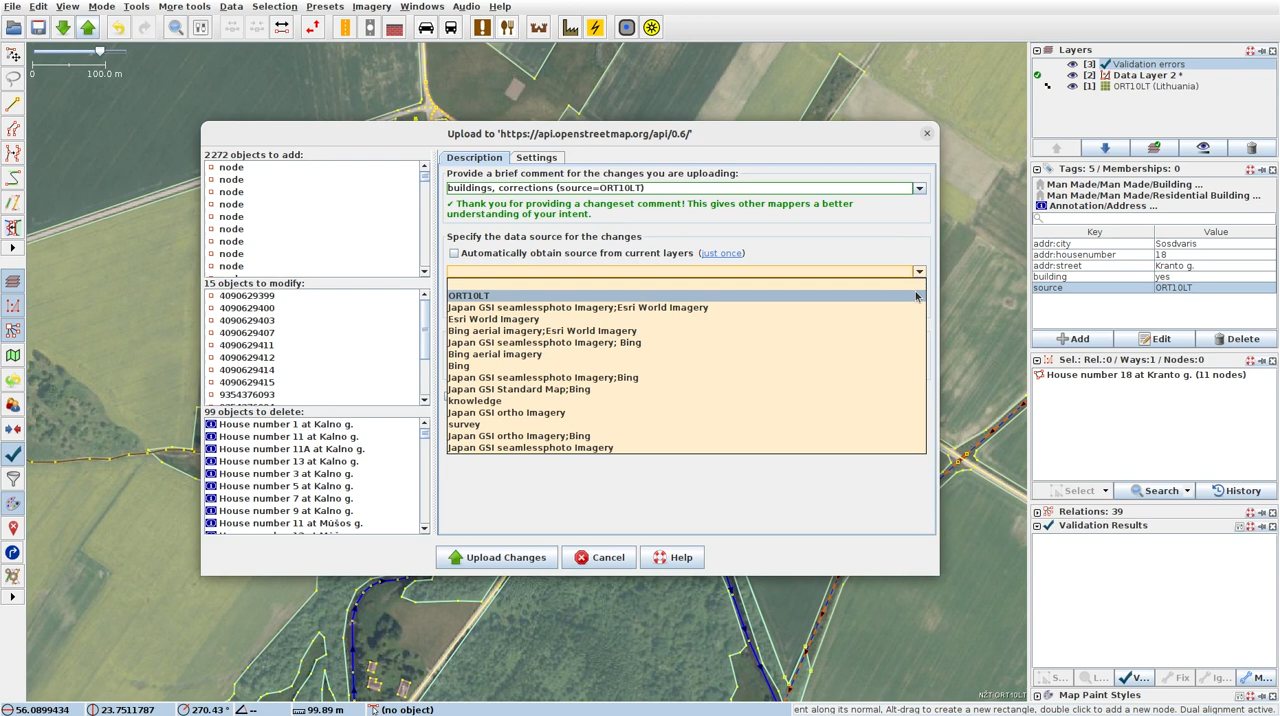 File Edit View Mode Tools More tools Data Selection Presets Imagery Windows Audio Help
0 100.0 m
Upload to 'https://api.openstreetmap.org/api/0.6/'
2 272 objects to add:
node
node
node
node
node
node
node
node
node
15 objects to modify:
4090629399
4090629400
4090629403
4090629407
4090629411
4090629412
4090629414
4090629415
9354376093
99 objects to delete:
House number 1 at Kalno g.
House number 11 at Kalno g.
House number 11A at Kalno g.
House number 13 at Kalno g.
House number 3 at Kalno g.
House number 5 at Kalno g.
House number 7 at Kalno g.
House number 9 at Kalno g.
House number 11 at Mūšos g.
Description Settings
Provide a brief comment for the changes you are uploading:
buildings, corrections (source=ORT10LT)
✔ Thank you for providing a changeset comment! This gives other mappers a better
understanding of your intent.
Specify the data source for the changes
Automatically obtain source from current layers (just once)
ORT10LT
Japan GSI seamlessphoto Imagery;Esri World Imagery
Esri World Imagery
Bing aerial imagery;Esri World Imagery
Japan GSI seamlessphoto Imagery; Bing
Bing aerial imagery
Bing
Japan GSI seamlessphoto Imagery;Bing
Japan GSI Standard Map;Bing
knowledge
Japan GSI ortho Imagery
survey
Japan GSI ortho Imagery;Bing
Japan GSI seamlessphoto Imagery
Upload Changes Cancel Help
Layers
[3] Validation errors
[2] Data Layer 2 *
[1] ORT10LT (Lithuania)
Tags: 5 / Memberships: 0
Man Made/Man Made/Building ...
Man Made/Man Made/Residential Building ...
Annotation/Address ...
Key Value
addr:city Sosdvaris
addr:housenumber 18
addr:street Kranto g.
building yes
source ORT10LT
Add Edit Delete
Sel.: Rel.:0 / Ways:1 / Nodes:0
House number 18 at Kranto g. (11 nodes)
Select Search History
Relations: 39
Validation Results
S... L... V... Fix Ig... M...
Map Paint Styles
NŽT ORT10LT
56.0899434 23.7511787 270.43 ° -- 99.89 m (no object)
ent along its normal, Alt-drag to create a new rectangle, double click to add a new node. Dual alignment active.